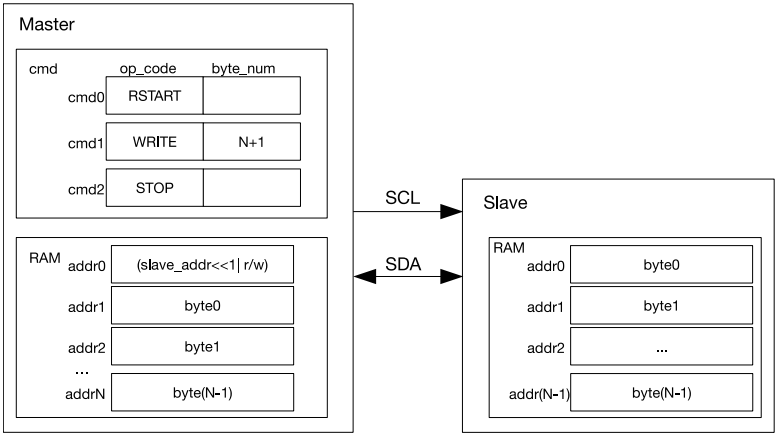 Master
cmd op_code byte_num
cmd0 RSTART
cmd1 WRITE N+1
cmd2 STOP
RAM
addr0 (slave_addr<<1| r/w)
addr1 byte0
addr2 byte1
...
addrN byte(N-1)
SCL
SDA
Slave
RAM
addr0 byte0
addr1 byte1
addr2 ...
addr(N-1) byte(N-1)